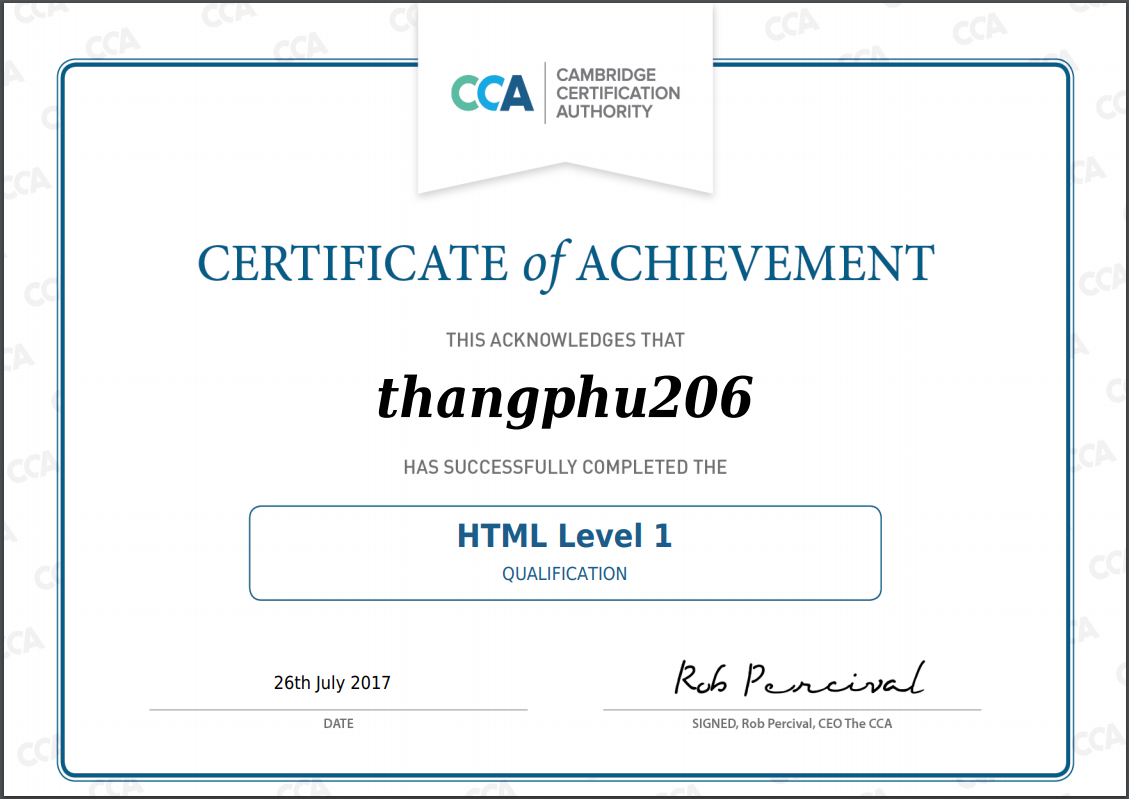 CCA
CAMBRIDGE
CERTIFICATION
AUTHORITY
CERTIFICATE of ACHIEVEMENT
THIS ACKNOWLEDGES THAT
thangphu206
HAS SUCCESSFULLY COMPLETED THE
HTML Level 1
QUALIFICATION
26th July 2017
Rob Percival
DATE
SIGNED, Rob Percival, CEO The CCA